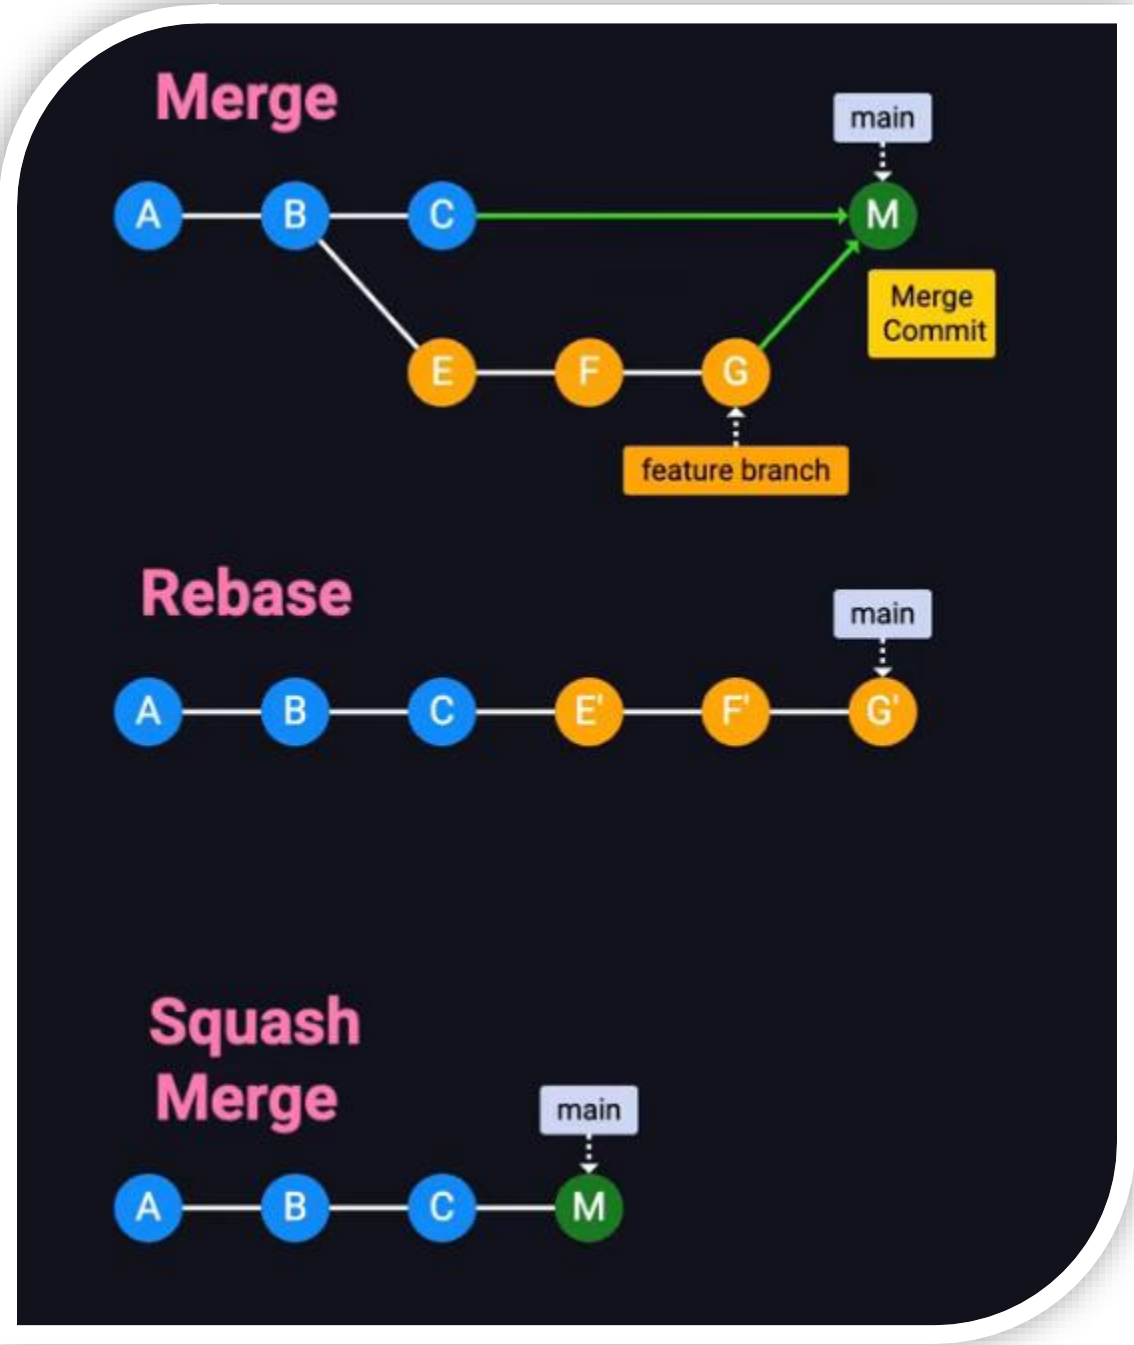 Merge
main
A B C M
Merge
Commit
E F G
feature branch
Rebase
main
A B C E' F' G'
Squash
Merge
main
A B C M